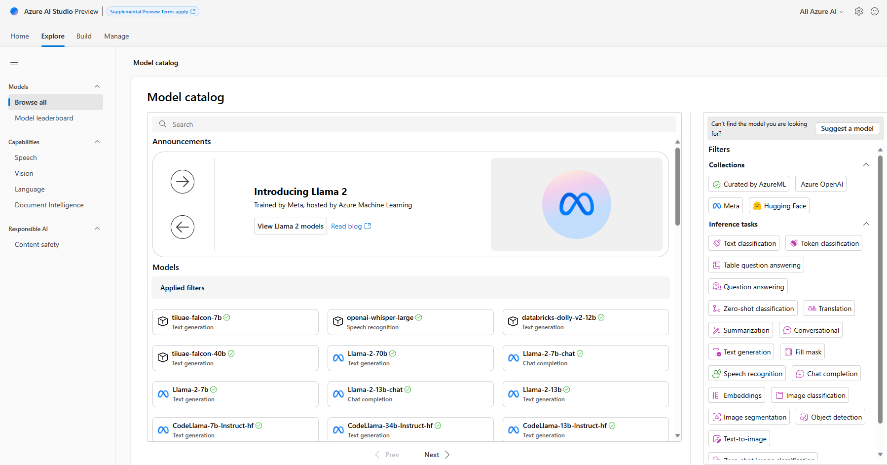 Azure AI Studio Preview
Supplemental Preview Terms apply
All Azure AI
Home Explore Build Manage
Models
Browse all
Model leaderboard
Capabilities
Speech
Vision
Language
Document Intelligence
Responsible AI
Content safety
Model catalog
Model catalog
Search
Announcements
Introducing Llama 2
Trained by Meta, hosted by Azure Machine Learning
View Llama 2 models Read blog
Models
Applied filters
tiiuae-falcon-7b
Text generation
openai-whisper-large
Speech recognition
databricks-dolly-v2-12b
Text generation
tiiuae-falcon-40b
Text generation
Llama-2-70b
Text generation
Llama-2-7b-chat
Chat completion
Llama-2-7b
Text generation
Llama-2-13b-chat
Chat completion
Llama-2-13b
Text generation
CodeLlama-7b-Instruct-hf
Text generation
CodeLlama-34b-Instruct-hf
Text generation
CodeLlama-13b-Instruct-hf
Text generation
Prev Next
Can't find the model you are looking
for?
Suggest a model
Filters
Collections
Curated by AzureML Azure OpenAI
Meta Hugging Face
Inference tasks
Text classification Token classification
Table question answering
Question answering
Zero-shot classification Translation
Summarization Conversational
Text generation Fill mask
Speech recognition Chat completion
Embeddings Image classification
Image segmentation Object detection
Text-to-image
Zero-shot image classification